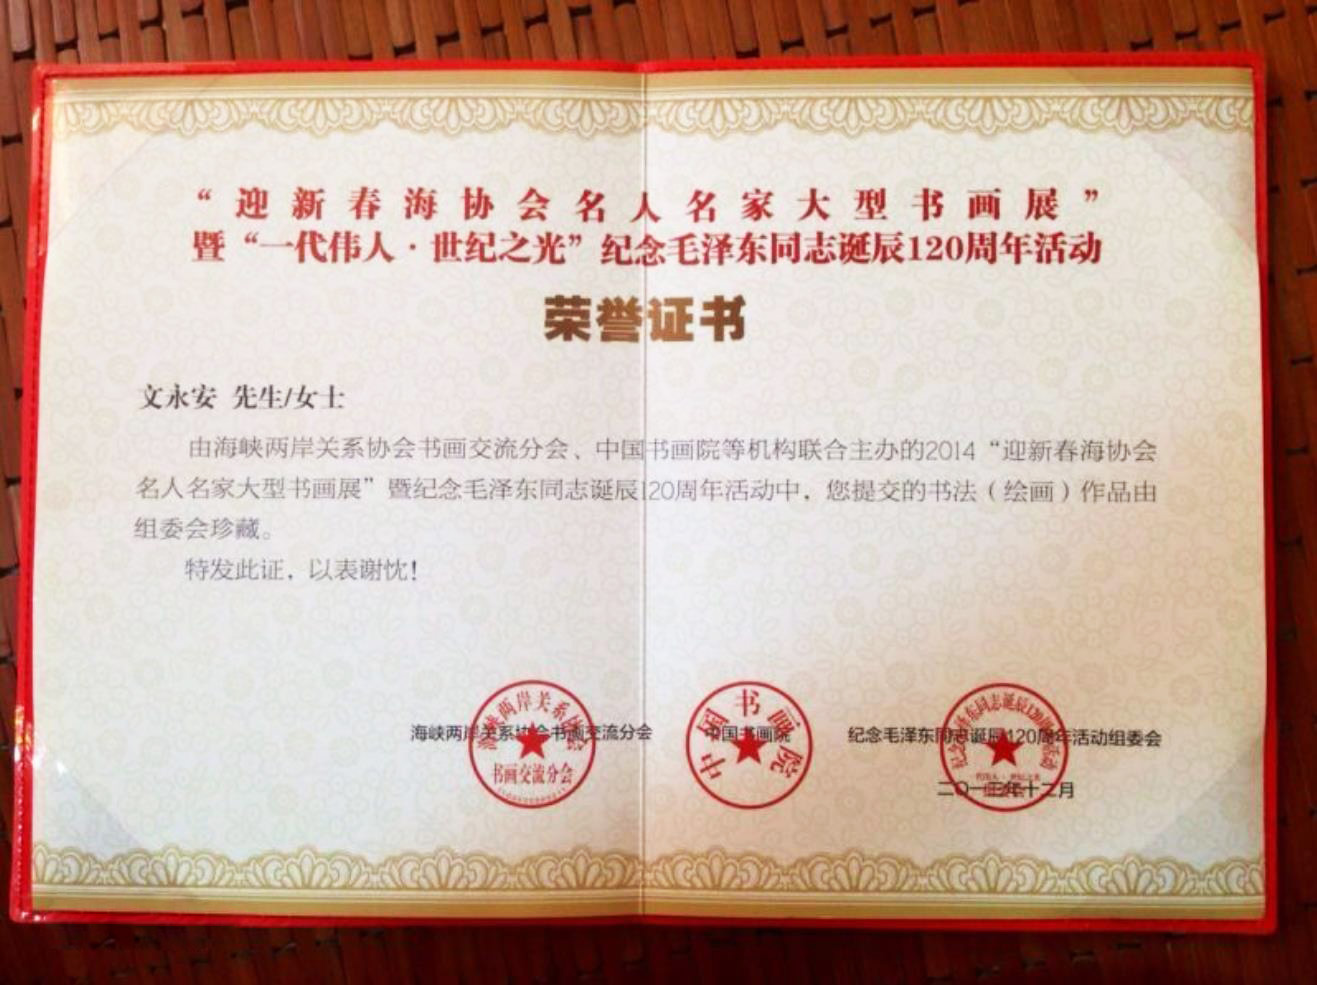 “迎新春海协会名人名家大型书画展”
暨“一代伟人·世纪之光”纪念毛泽东同志诞辰120周年活动
荣誉证书
文永安 先生/女士
由海峡两岸关系协会书画交流分会、中国书画院等机构联合主办的2014“迎新春海协会
名人名家大型书画展”暨纪念毛泽东同志诞辰120周年活动中，您提交的书法（绘画）作品由
组委会珍藏。
特发此证，以表谢忱！
海峡两岸关系协会书画交流分会
中国书画院
纪念毛泽东同志诞辰120周年活动组委会
二〇一三年十二月
海峡两岸关系协会
书画交流分会
中国书画院